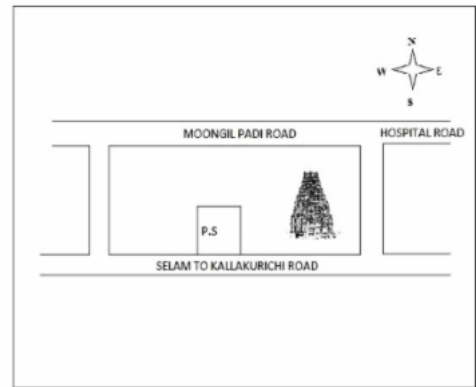 N
W E
S
MOONGIL PADI ROAD HOSPITAL ROAD
P.S
SELAM TO KALLAKURICHI ROAD